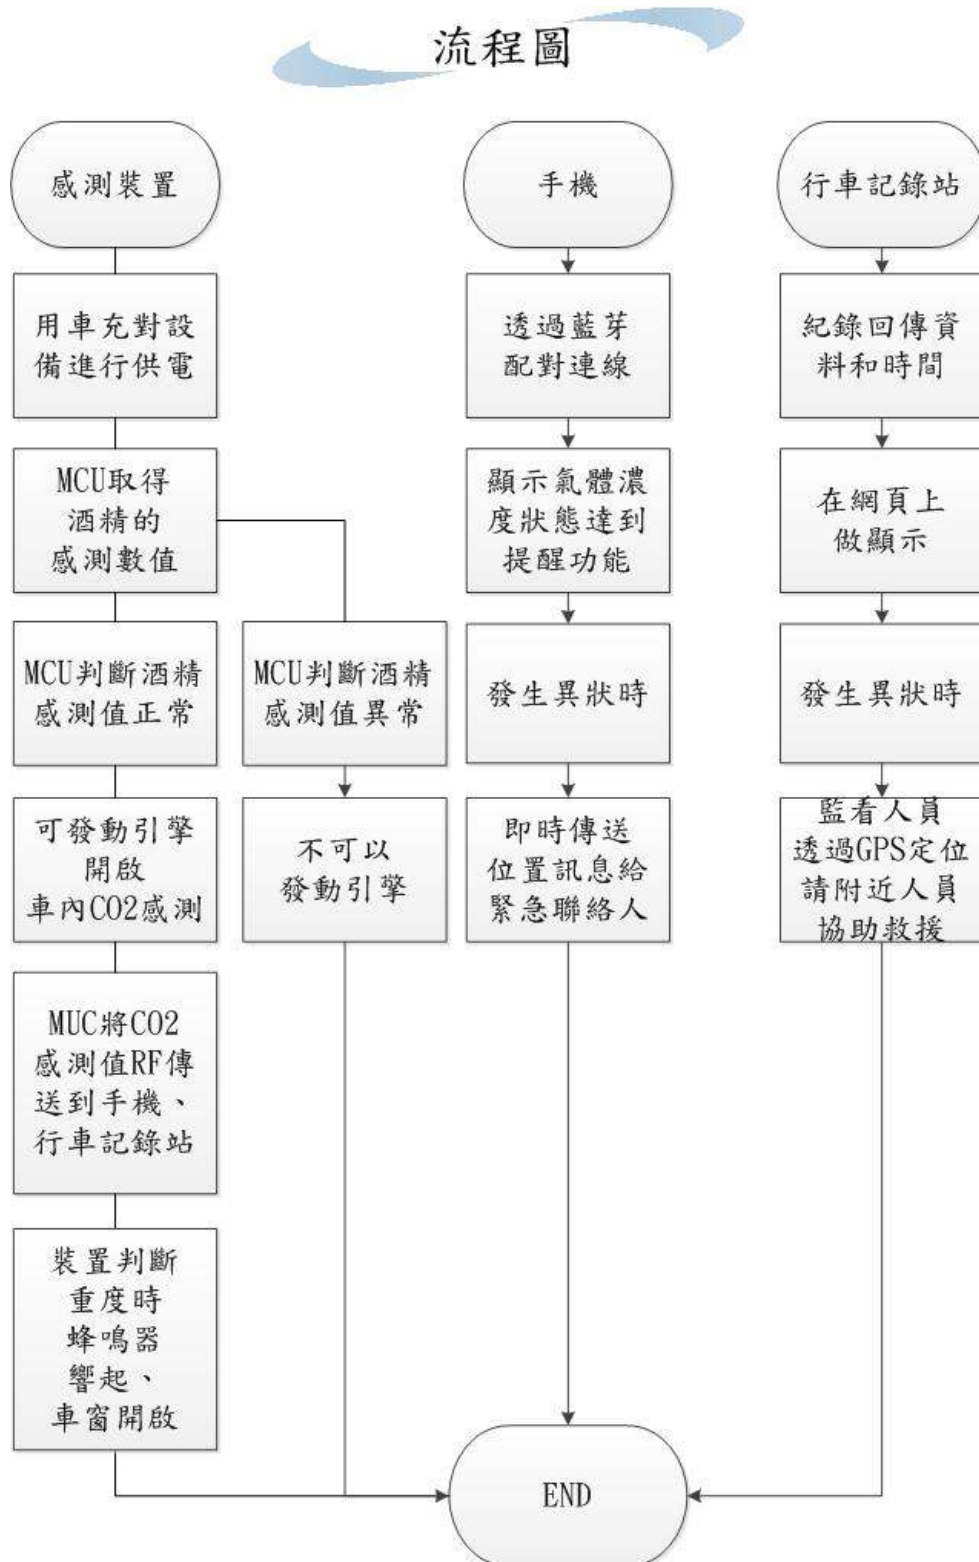 流程圖
感測裝置
用車充對設
備進行供電
MCU取得
酒精的
感測數值
MCU判斷酒精
感測值正常
可發動引擎
開啟
車內CO2感測
MUC將CO2
感測值RF傳
送到手機、
行車記錄站
裝置判斷
重度時
蜂鳴器
響起、
車窗開啟
MCU判斷酒精
感測值異常
不可以
發動引擎
手機
透過藍芽
配對連線
顯示氣體濃
度狀態達到
提醒功能
發生異狀時
即時傳送
位置訊息給
緊急聯絡人
行車記錄站
紀錄回傳資
料和時間
在網頁上
做顯示
發生異狀時
監看人員
透過GPS定位
請附近人員
協助救援
END